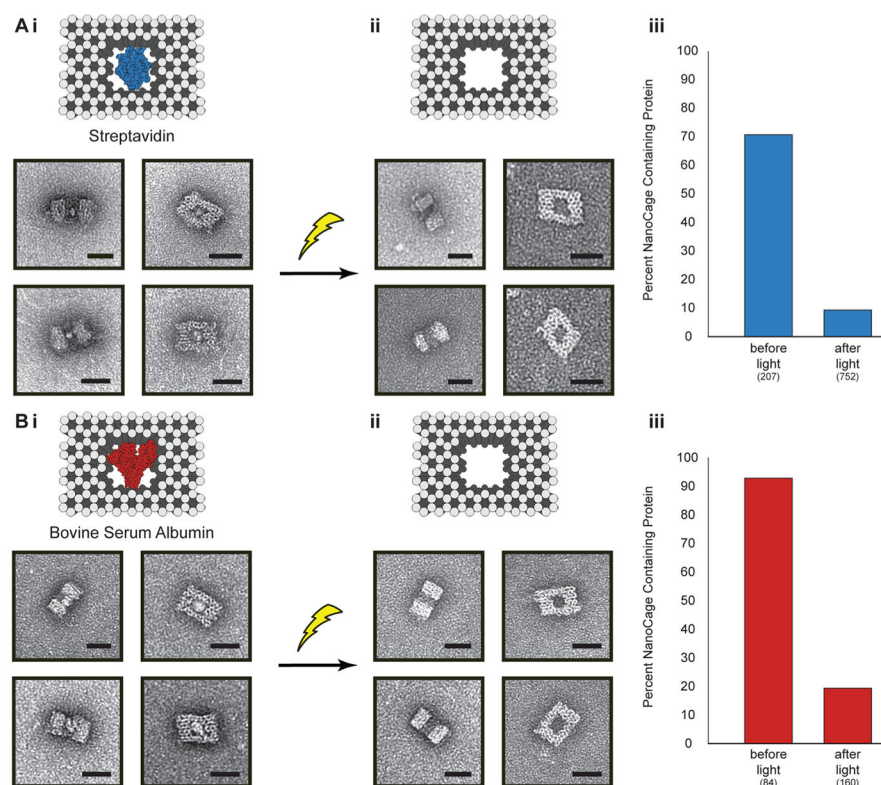 A i
ii
iii
Streptavidin
Percent NanoCage Containing Protein
100
90
80
70
60
50
40
30
20
10
0
before
light
(207)
after
light
(752)
B i
ii
iii
Bovine Serum Albumin
Percent NanoCage Containing Protein
100
90
80
70
60
50
40
30
20
10
0
before
light
(84)
after
light
(160)